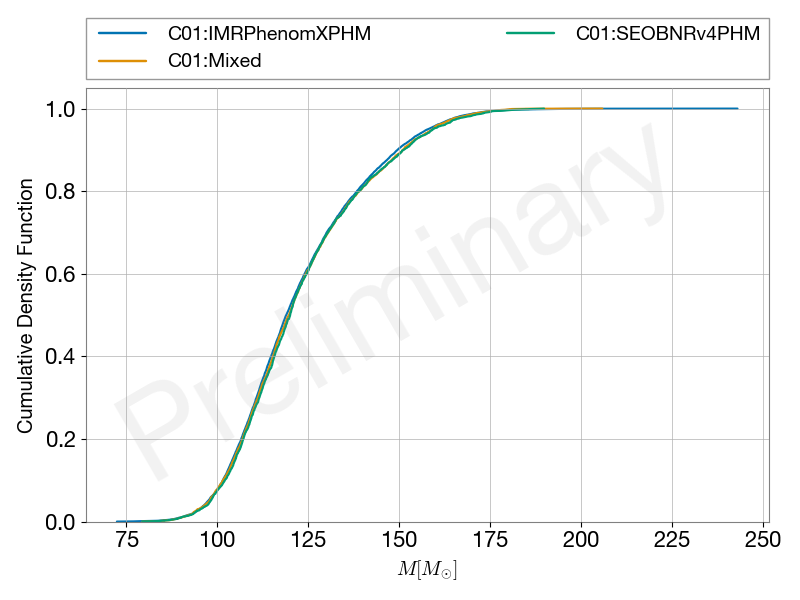 C01:IMRPhenomXPHM C01:SEOBNRv4PHM
C01:Mixed
1.0
0.8
0.6
0.4
0.2
0.0
Cumulative Density Function
Preliminary
75 100 125 150 175 200 225 250
M[M☉]